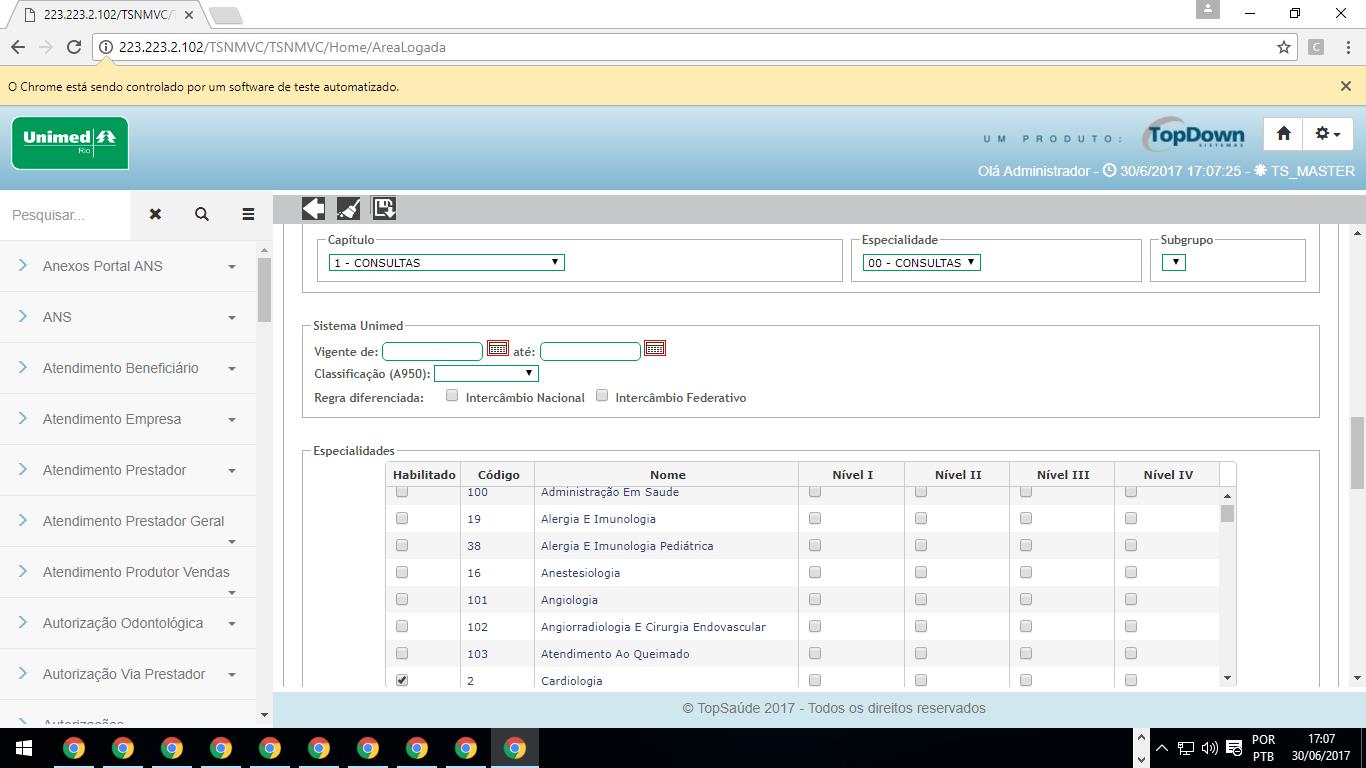 223.223.2.102/TSNMVC/T
223.223.2.102/TSNMVC/TSNMVC/Home/AreaLogada
C
O Chrome está sendo controlado por um software de teste automatizado.
Unimed
Rio
UM PRODUTO:
TopDown
SISTEMAS
Olá Administrador - 30/6/2017 17:07:25 - TS_MASTER
Pesquisar...
Anexos Portal ANS
ANS
Atendimento Beneficiário
Atendimento Empresa
Atendimento Prestador
Atendimento Prestador Geral
Atendimento Produtor Vendas
Autorização Odontológica
Autorização Via Prestador
Autorizações
Capítulo
1 - CONSULTAS
Especialidade
00 - CONSULTAS
Subgrupo
Sistema Unimed
Vigente de: até:
Classificação (A950):
Regra diferenciada: Intercâmbio Nacional Intercâmbio Federativo
Especialidades
Habilitado Código Nome Nível I Nível II Nível III Nível IV
100 Administração Em Saude
19 Alergia E Imunologia
38 Alergia E Imunologia Pediátrica
16 Anestesiologia
101 Angiologia
102 Angiorradiologia E Cirurgia Endovascular
103 Atendimento Ao Queimado
2 Cardiologia
© TopSaúde 2017 - Todos os direitos reservados
POR
PTB
17:07
30/06/2017